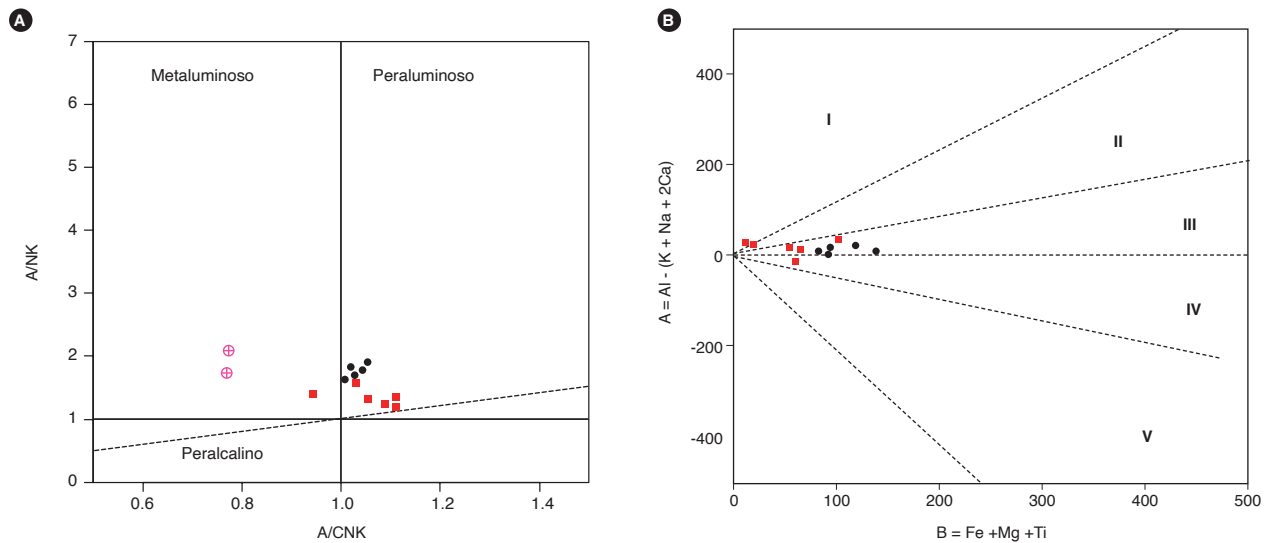 A
7
6
5
4
3
2
1
0
A/NK
Metaluminoso
Peraluminoso
Peralcalino
0.6
0.8
1.0
1.2
1.4
A/CNK
B
400
200
0
-200
-400
A = Al - (K + Na + 2Ca)
I
II
III
IV
V
0
100
200
300
400
500
B = Fe +Mg +Ti